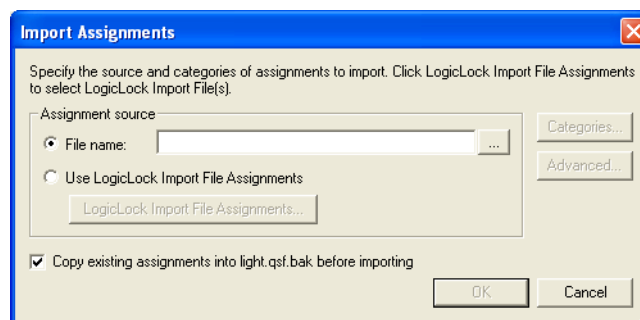 Import Assignments
Specify the source and categories of assignments to import. Click LogicLock Import File Assignments
to select LogicLock Import File(s).
Assignment source
File name:
...
Categories...
Advanced...
Use LogicLock Import File Assignments
LogicLock Import File Assignments...
Copy existing assignments into light.qsf.bak before importing
OK
Cancel